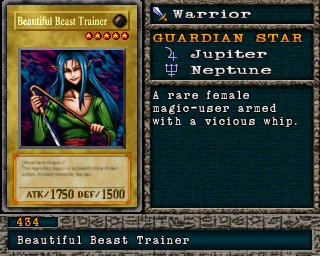 Beautiful Beast Trainer
ATK/1750 DEF/1500
Warrior
GUARDIAN STAR
Jupiter
Neptune
A rare female
magic-user armed
with a vicious whip.
434
Beautiful Beast Trainer